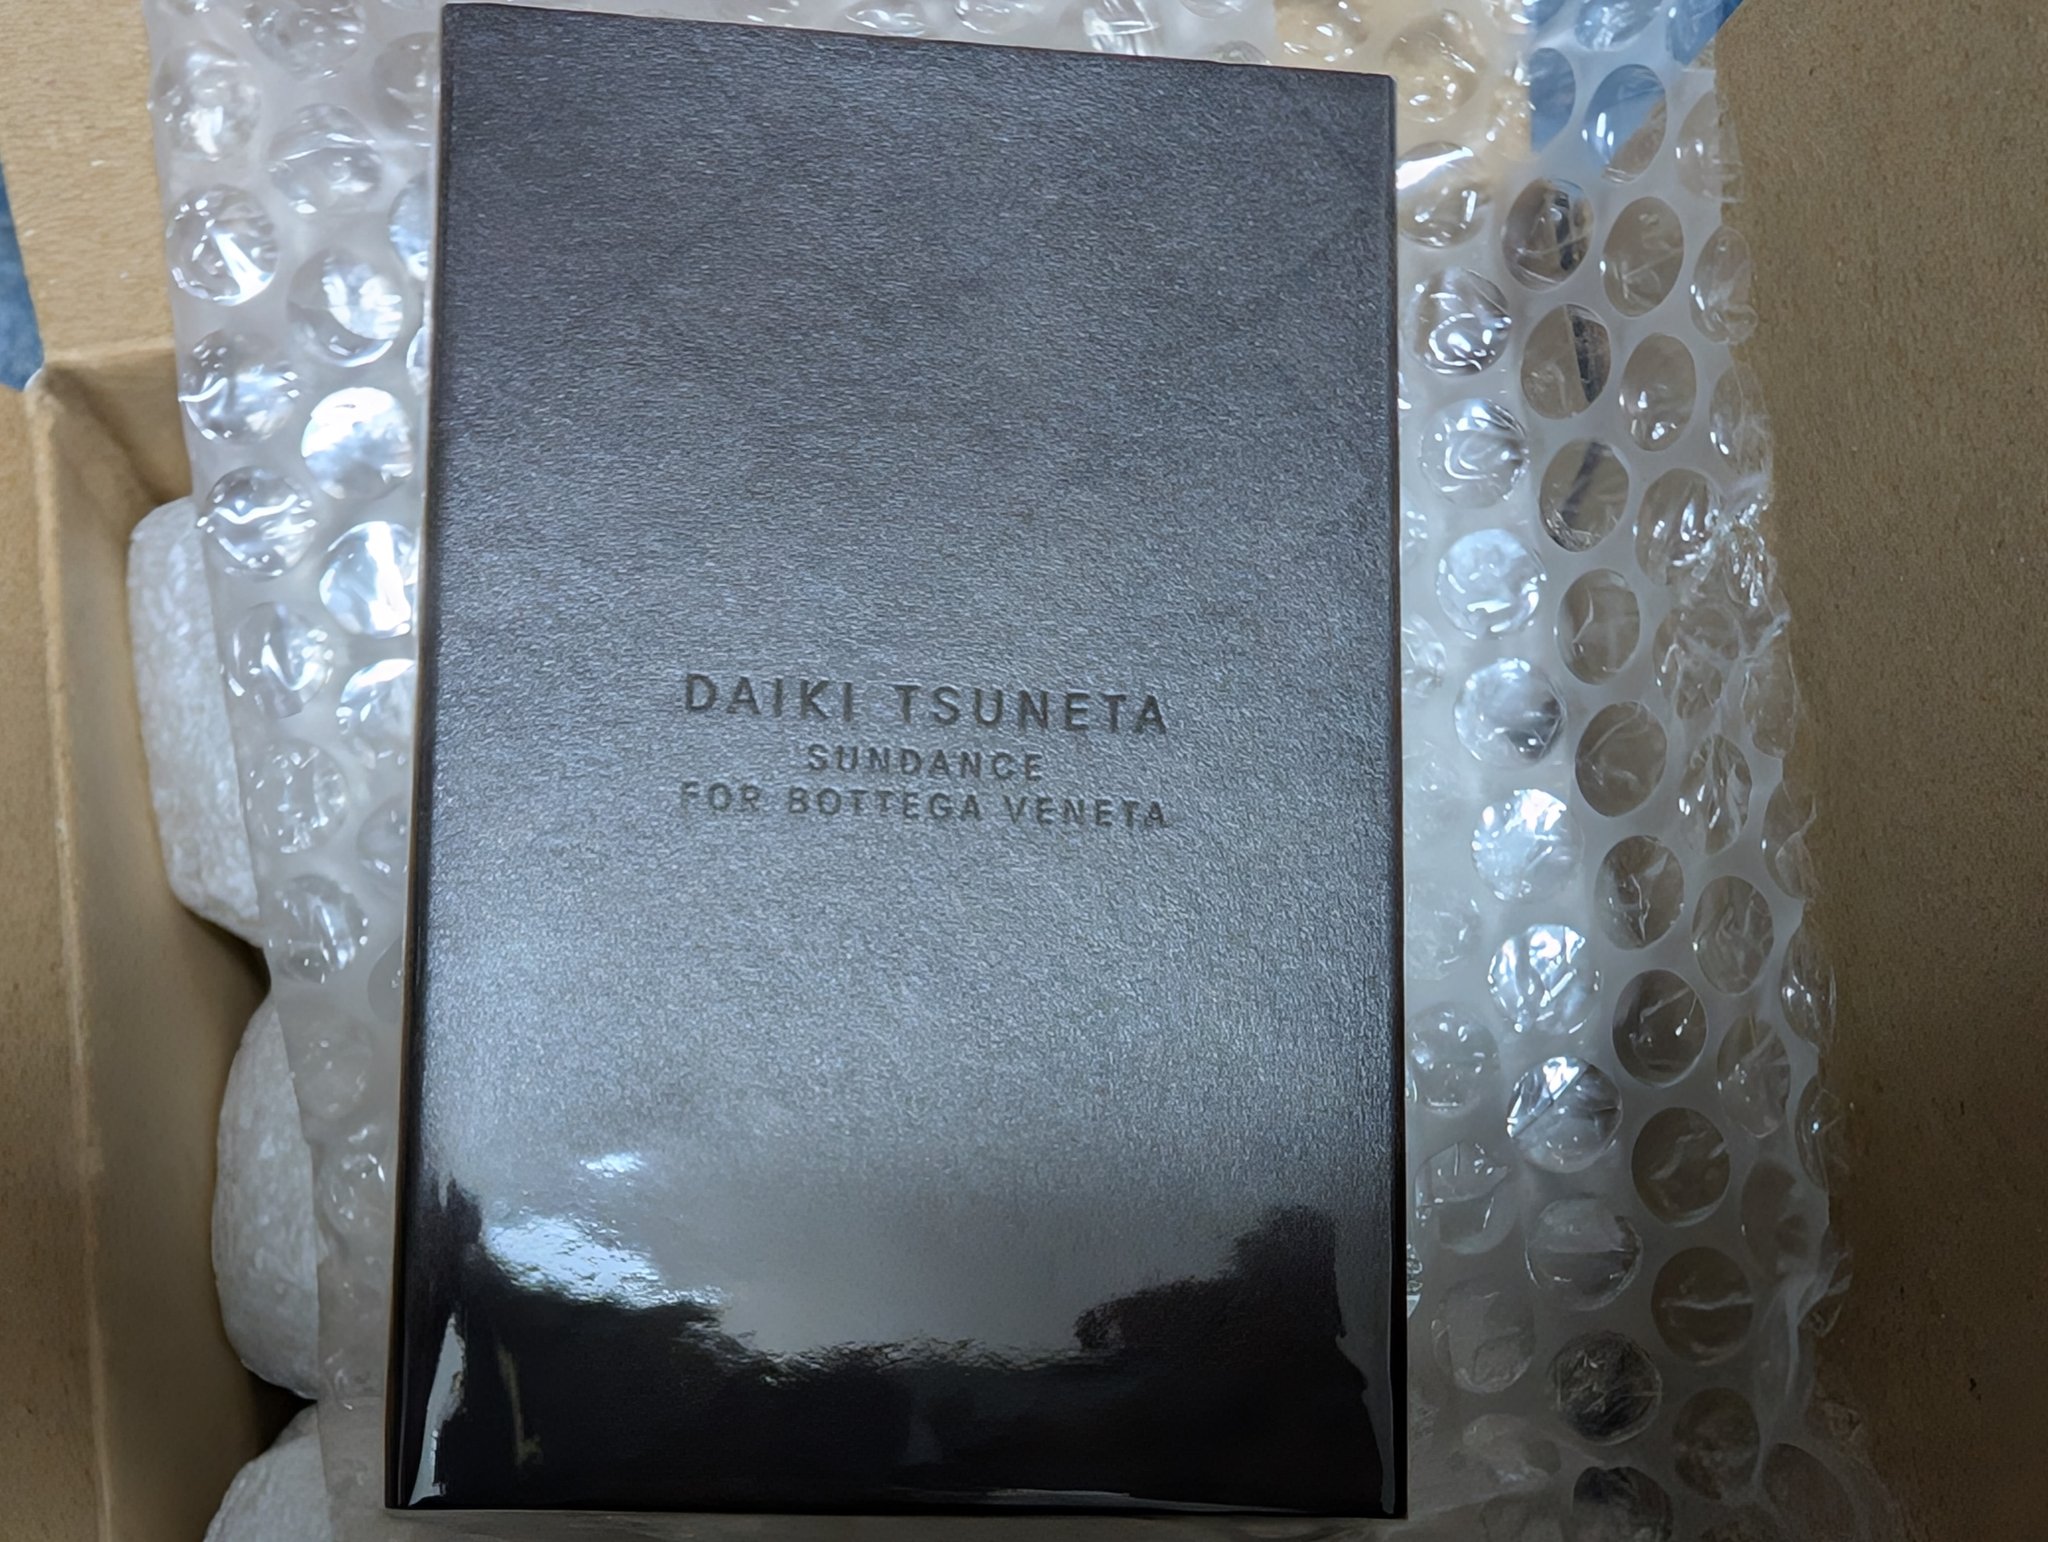 DAIKI TSUNETA
SUNDANCE
FOR BOTTEGA VENETA